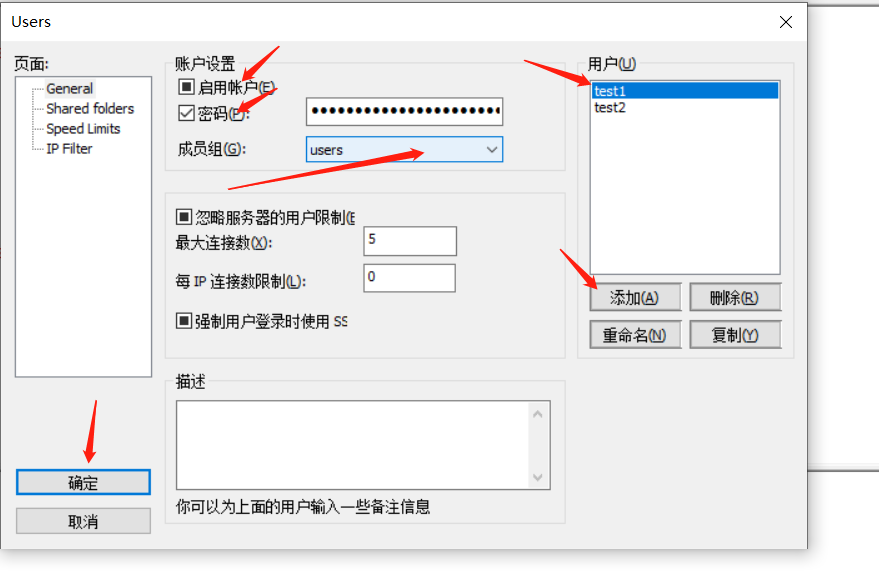 Users
页面:
General
Shared folders
Speed Limits
IP Filter
确定
取消
账户设置
启用帐户(E)
密码(P):
成员组(G):
users
忽略服务器的用户限制(E
最大连接数(X):
5
每 IP 连接数限制(L):
0
强制用户登录时使用 SS
描述
你可以为上面的用户输入一些备注信息
用户(U)
test1
test2
添加(A)
删除(R)
重命名(N)
复制(Y)